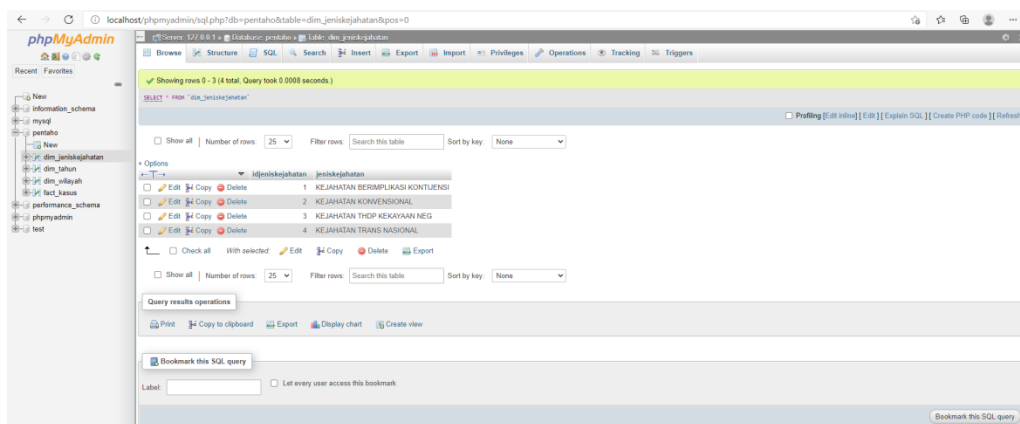 localhost/phpmyadmin/sql.php?db=pentaho&table=dim_jeniskejahatan&pos=0
phpMyAdmin
Recent Favorites
New
information_schema
mysql
pentaho
New
dim_jeniskejahatan
dim_tahun
dim_wilayah
fact_kasus
performance_schema
phpmyadmin
test
Server: 127.0.0.1 » Database: pentaho » Table: dim_jeniskejahatan
Browse Structure SQL Search Insert Export Import Privileges Operations Tracking Triggers
Showing rows 0 - 3 (4 total, Query took 0.0008 seconds.)
SELECT * FROM `dim_jeniskejahatan`
Profiling [Edit inline] [ Edit ] [ Explain SQL ] [ Create PHP code ] [ Refresh
Show all | Number of rows: 25 Filter rows: Search this table Sort by key: None
+ Options
←T→ idjeniskejahatan jeniskejahatan
Edit Copy Delete 1 KEJAHATAN BERIMPLIKASI KONTIJENSI
Edit Copy Delete 2 KEJAHATAN KONVENSIONAL
Edit Copy Delete 3 KEJAHATAN THDP KEKAYAAN NEG
Edit Copy Delete 4 KEJAHATAN TRANS NASIONAL
Check all With selected: Edit Copy Delete Export
Show all | Number of rows: 25 Filter rows: Search this table Sort by key: None
Query results operations
Print Copy to clipboard Export Display chart Create view
Bookmark this SQL query
Label: Let every user access this bookmark
Bookmark this SQL query